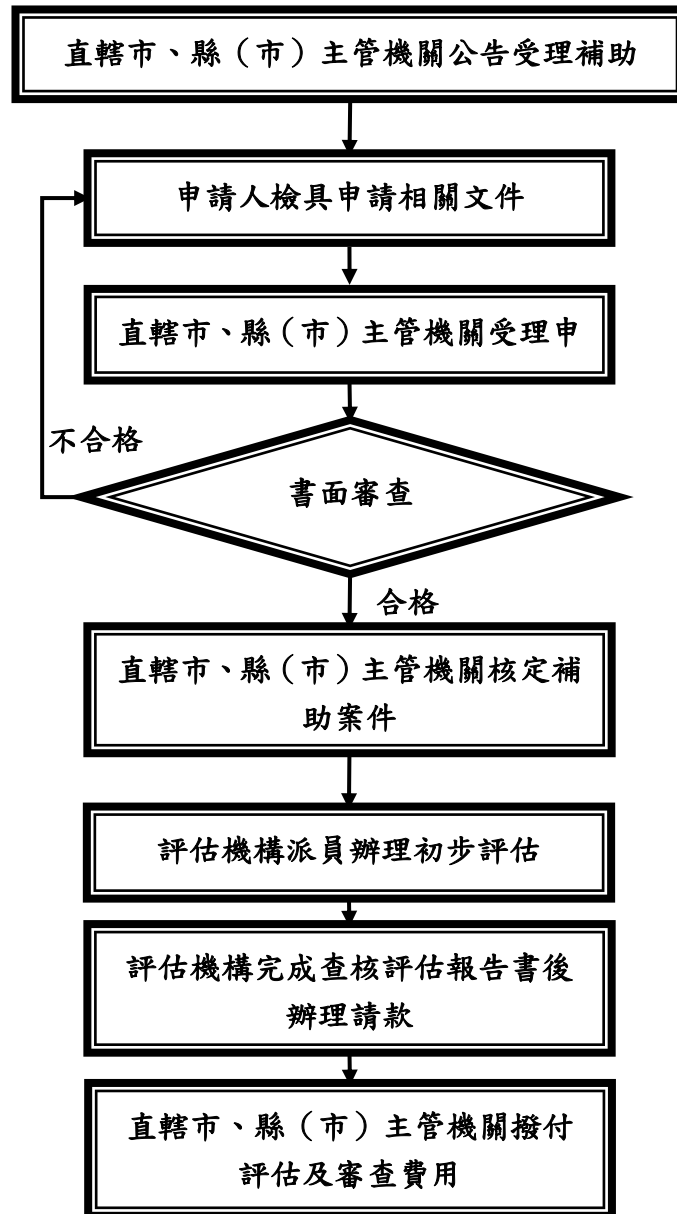 直轄市、縣（市）主管機關公告受理補助
申請人檢具申請相關文件
直轄市、縣（市）主管機關受理申
不合格
書面審查
合格
直轄市、縣（市）主管機關核定補
助案件
評估機構派員辦理初步評估
評估機構完成查核評估報告書後
辦理請款
直轄市、縣（市）主管機關撥付
評估及審查費用